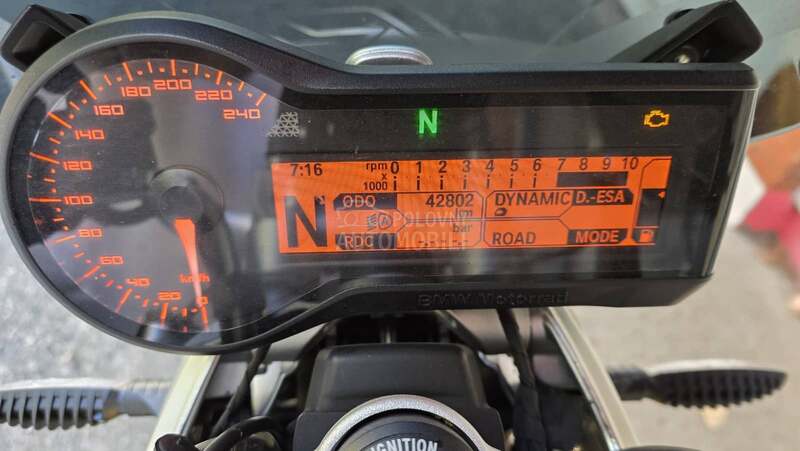 240
220
200
180
160
140
120
100
80
60
40
20
0
km/h
N
7:16 rpm x 1000 0 1 2 3 4 5 6 7 8 9 10
N
ODO 42802 km
DYNAMIC D.-ESA
RDC bar
ROAD MODE
POLOVNI
AUTOMOBILI
BMW Motorrad
IGNITION